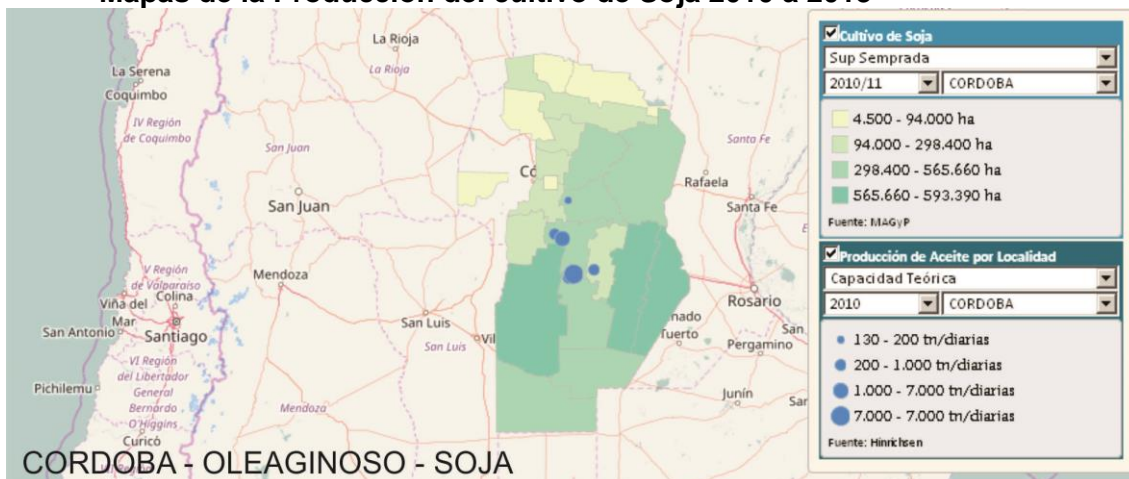 Mapas de la Producción del cultivo de Soja 2010 a 2018
La Rioja
La Rioja
La Serena
Coquimbo
IV Región
de Coquimbo
San Juan
Santa Fe
Có
Rafaela
San Juan
Santa Fe
V Región
de Valparaíso
Mendoza
Viña del
Mar
Colina
Rosario
San Antonio
Santiago
San Luis
Vil
nado
Tuerto
San
Pergamino
San Luis
VI Región
del Libertador
General
Bernardo
O'Higgins
Pichilemu
Junín
Mendoza
Curicó
CORDOBA - OLEAGINOSO - SOJA
Cultivo de Soja
Sup Semprada
2010/11 CORDOBA
4.500 - 94.000 ha
94.000 - 298.400 ha
298.400 - 565.660 ha
565.660 - 593.390 ha
Fuente: MAGyP
Producción de Aceite por Localidad
Capacidad Teórica
2010 CORDOBA
130 - 200 tn/diarias
200 - 1.000 tn/diarias
1.000 - 7.000 tn/diarias
7.000 - 7.000 tn/diarias
Fuente: Hinrichsen